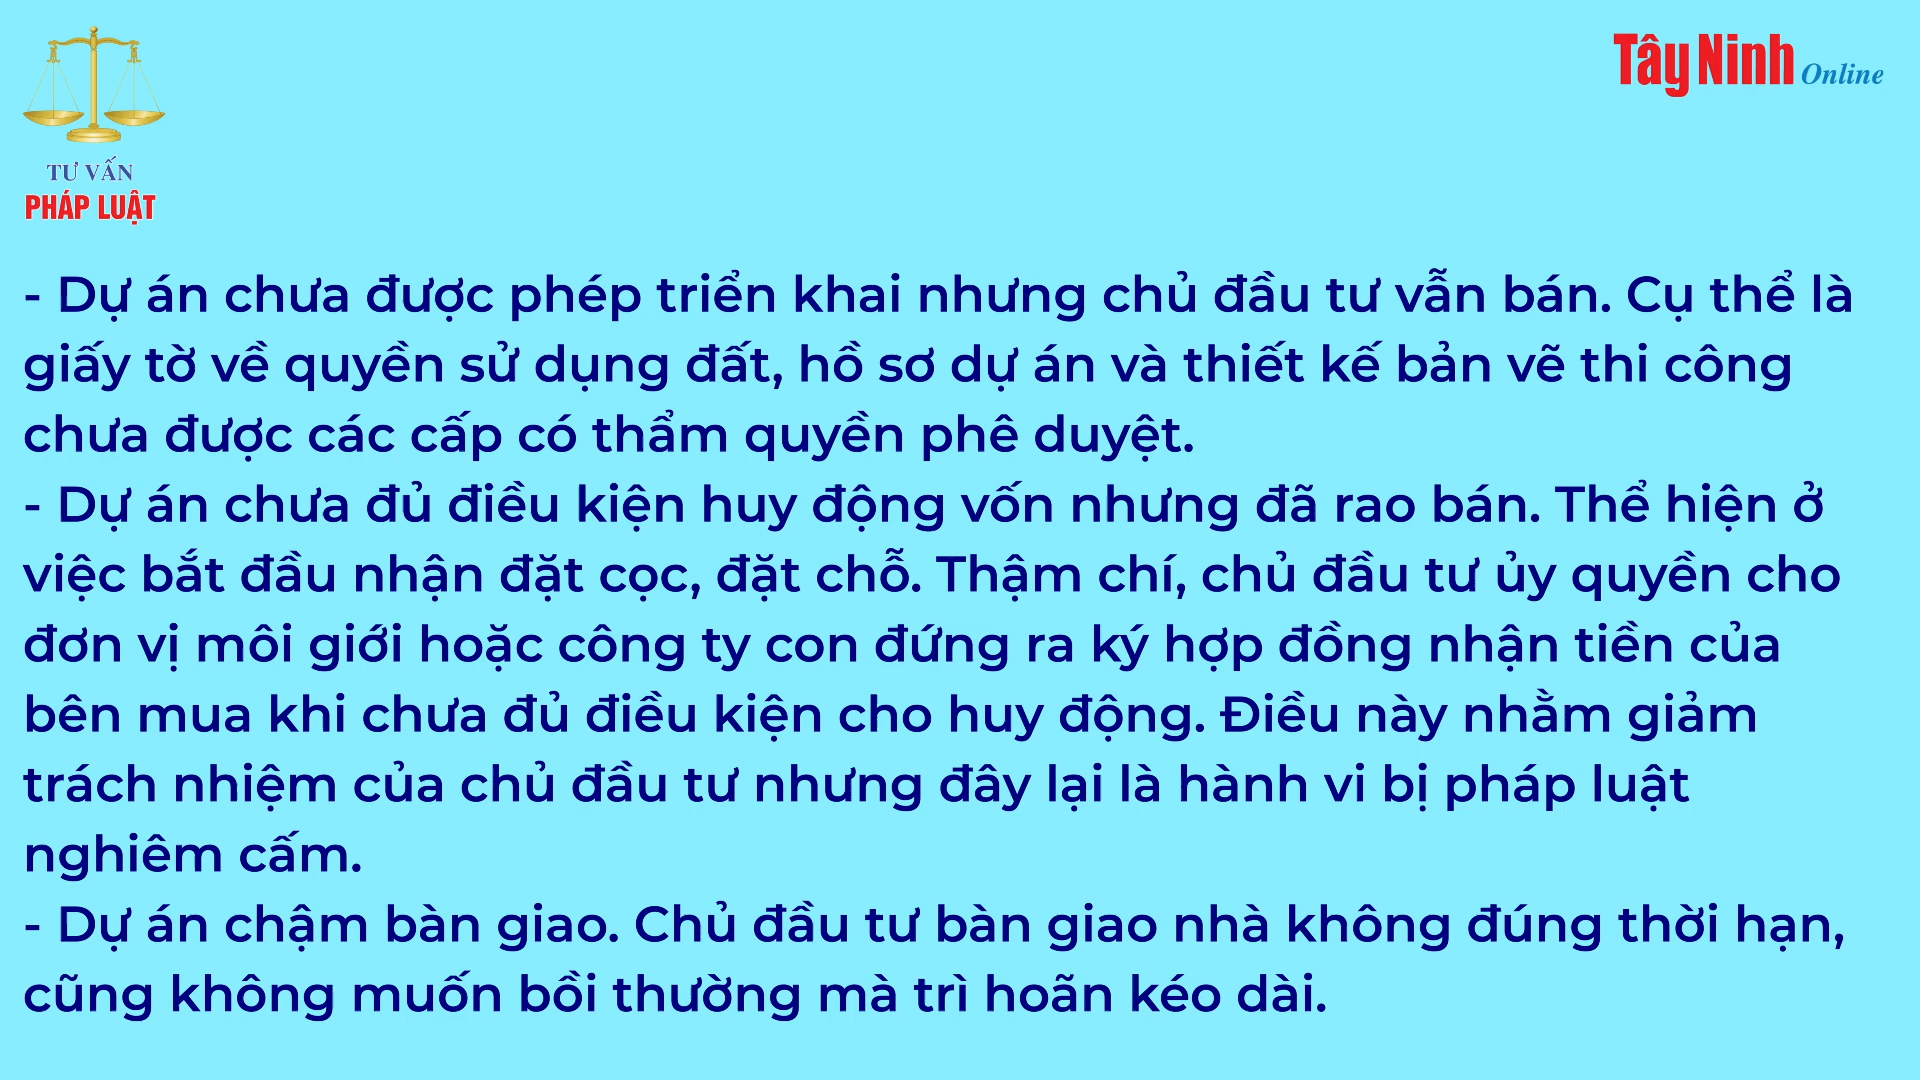 TƯ VẤN
PHÁP LUẬT
Tây Ninh Online
- Dự án chưa được phép triển khai nhưng chủ đầu tư vẫn bán. Cụ thể là
giấy tờ về quyền sử dụng đất, hồ sơ dự án và thiết kế bản vẽ thi công
chưa được các cấp có thẩm quyền phê duyệt.
- Dự án chưa đủ điều kiện huy động vốn nhưng đã rao bán. Thể hiện ở
việc bắt đầu nhận đặt cọc, đặt chỗ. Thậm chí, chủ đầu tư ủy quyền cho
đơn vị môi giới hoặc công ty con đứng ra ký hợp đồng nhận tiền của
bên mua khi chưa đủ điều kiện cho huy động. Điều này nhằm giảm
trách nhiệm của chủ đầu tư nhưng đây lại là hành vi bị pháp luật
nghiêm cấm.
- Dự án chậm bàn giao. Chủ đầu tư bàn giao nhà không đúng thời hạn,
cũng không muốn bồi thường mà trì hoãn kéo dài.